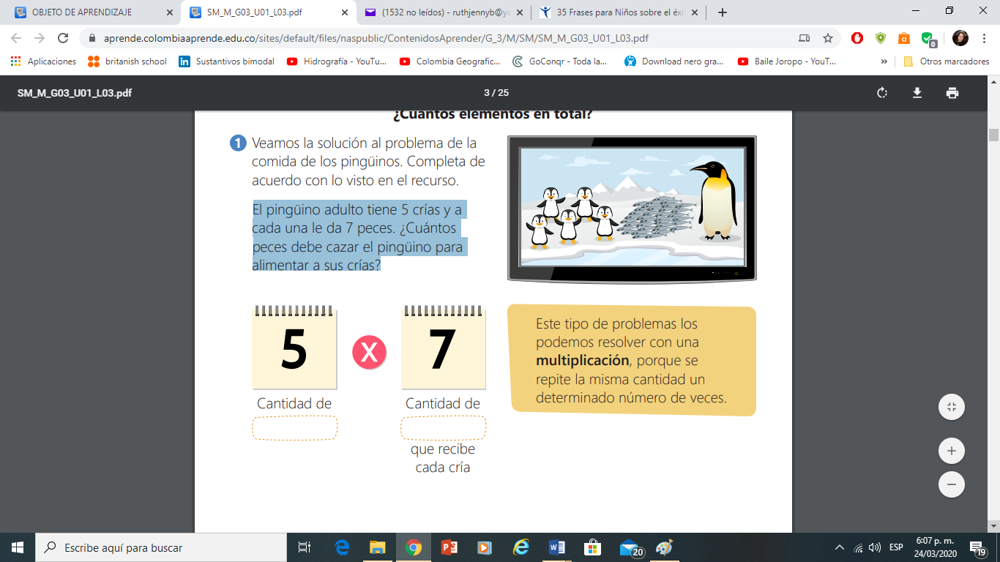 OBJETO DE APRENDIZAJE
SM_M_G03_U01_L03.pdf
(1532 no leídos) - ruthjennyb@ya
35 Frases para Niños sobre el éxi
aprende.colombiaaprende.edu.co/sites/default/files/naspublic/ContenidosAprender/G_3/M/SM/SM_M_G03_U01_L03.pdf
0
Aplicaciones
britanish school
Sustantivos bimodal
Hidrografía - YouTu...
Colombia Geografic...
GoConqr - Toda la...
Download nero gra...
Baile Joropo - YouT...
»
Otros marcadores
SM_M_G03_U01_L03.pdf
3 / 25
¿Cuántos elementos en total?
1 Veamos la solución al problema de la
comida de los pingüinos. Completa de
acuerdo con lo visto en el recurso.
El pingüino adulto tiene 5 crías y a
cada una le da 7 peces. ¿Cuántos
peces debe cazar el pingüino para
alimentar a sus crías?
5 X 7
Cantidad de
Cantidad de
que recibe
cada cría
Este tipo de problemas los
podemos resolver con una
multiplicación, porque se
repite la misma cantidad un
determinado número de veces.
Escribe aquí para buscar
20
ESP
6:07 p. m.
24/03/2020
19